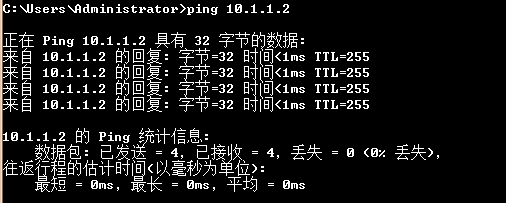 C:\Users\Administrator>ping 10.1.1.2
正在 Ping 10.1.1.2 具有 32 字节的数据:
来自 10.1.1.2 的回复: 字节=32 时间<1ms TTL=255
来自 10.1.1.2 的回复: 字节=32 时间<1ms TTL=255
来自 10.1.1.2 的回复: 字节=32 时间<1ms TTL=255
来自 10.1.1.2 的回复: 字节=32 时间<1ms TTL=255
10.1.1.2 的 Ping 统计信息:
数据包: 已发送 = 4, 已接收 = 4, 丢失 = 0 (0% 丢失),
往返行程的估计时间(以毫秒为单位):
最短 = 0ms, 最长 = 0ms, 平均 = 0ms